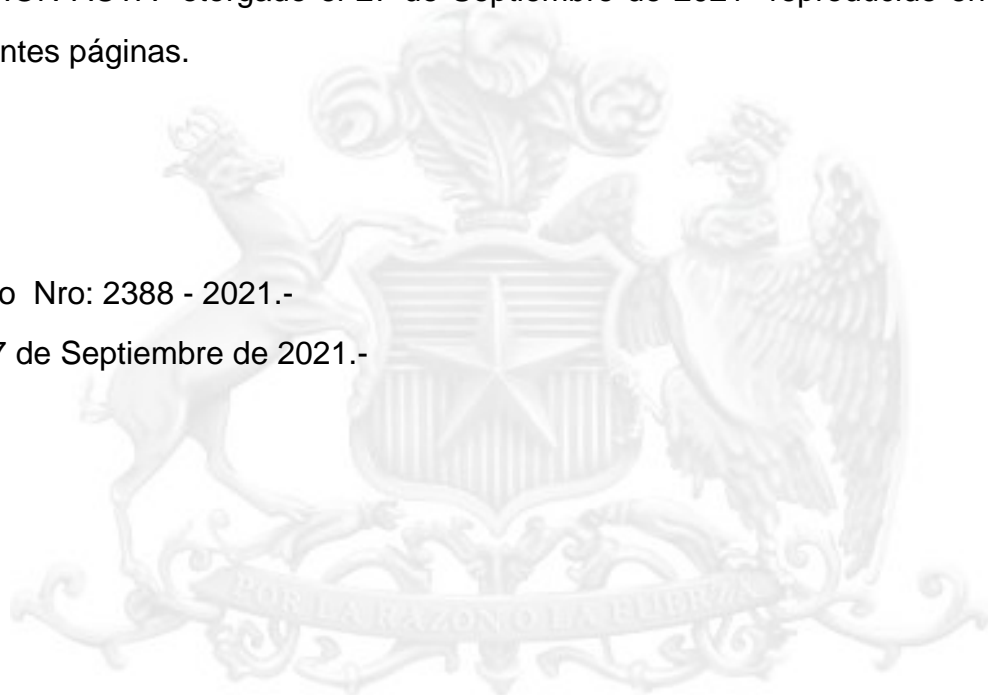 otorgado el 27 de Septiembre de 2021 reproducido en
ntes páginas.
o Nro: 2388 - 2021.-
7 de Septiembre de 2021.-
POR LA RAZON O LA FUERZA